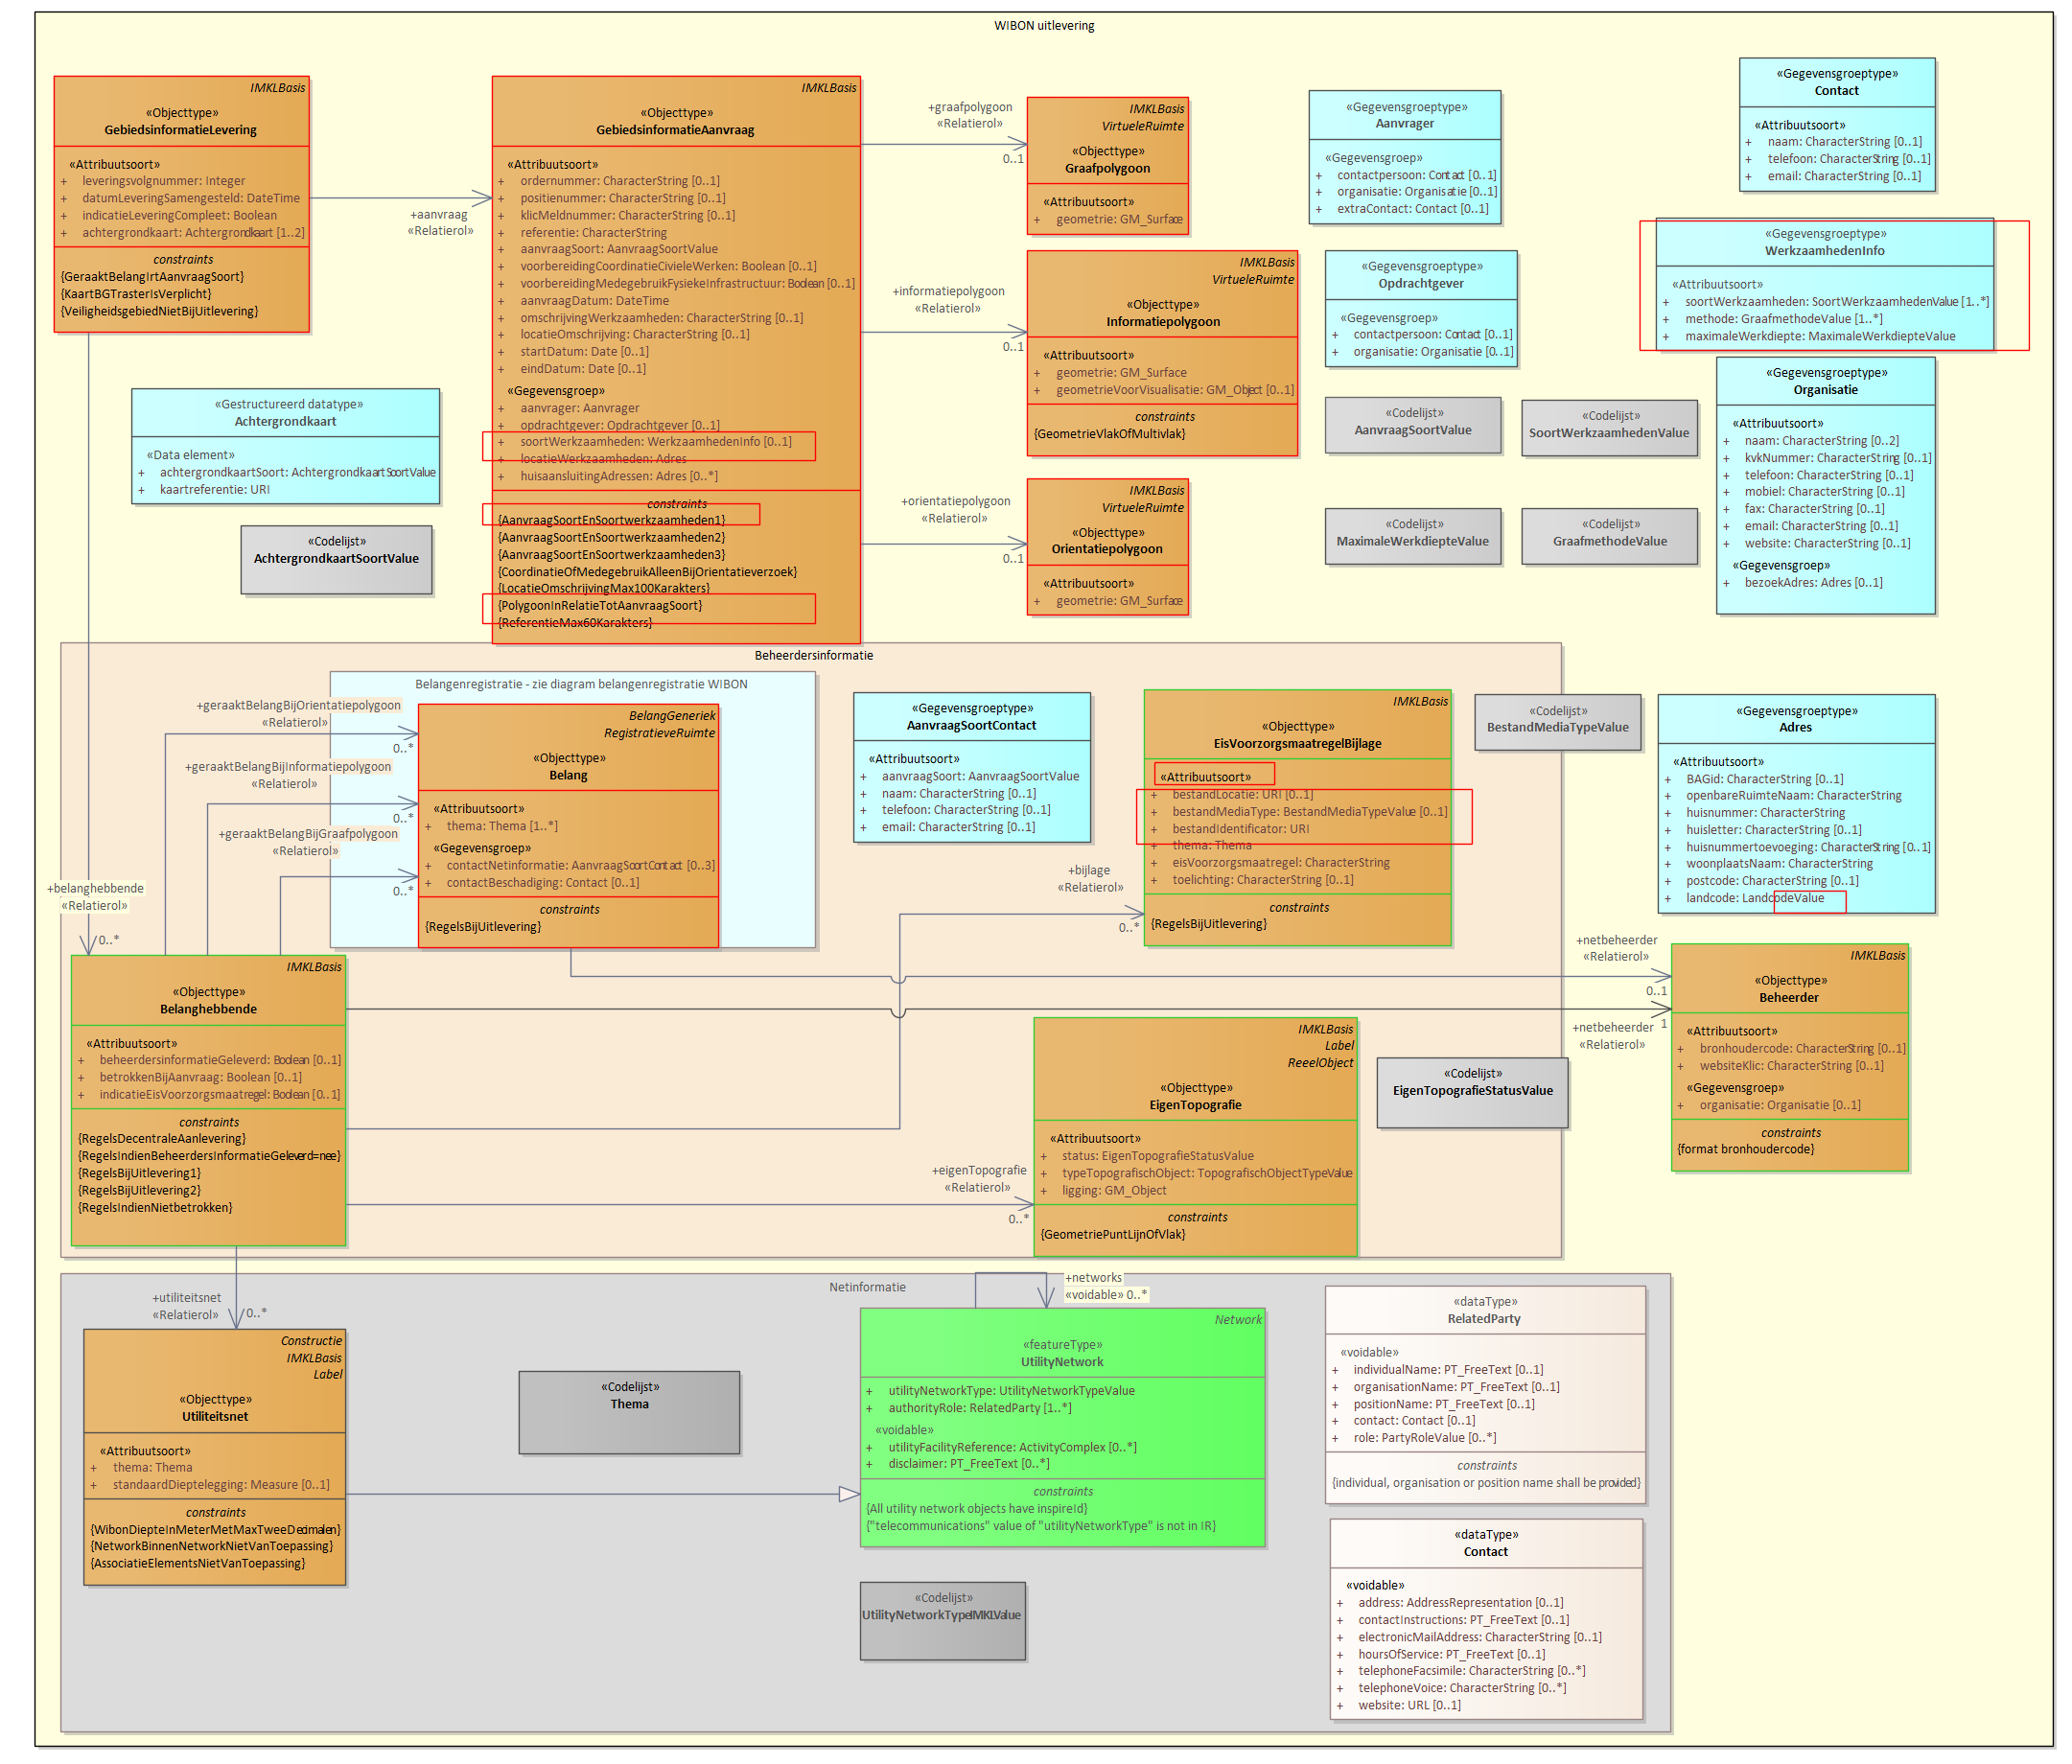 WIBON uitlevering
IMKLBasis
«Objecttype»
GebiedsinformatieLevering
«Attribuutsoort»
+ leveringsvolgnummer: Integer
+ datumLeveringSamengesteld: DateTime
+ indicatieLeveringCompleet: Boolean
+ achtergrondkaart: Achtergrondkaart [1..2]
constraints
{GeraaktBelangIrtAanvraagSoort}
{KaartBGTrasterIsVerplicht}
{VeiligheidsgebiedNietBijUitlevering}
+aanvraag
«Relatierol»
IMKLBasis
«Objecttype»
GebiedsinformatieAanvraag
«Attribuutsoort»
+ ordernummer: CharacterString [0..1]
+ positienummer: CharacterString [0..1]
+ klicMeldnummer: CharacterString [0..1]
+ referentie: CharacterString
+ aanvraagSoort: AanvraagSoortValue
+ voorbereidingCoordinatieCivieleWerken: Boolean [0..1]
+ voorbereidingMedegebruikFysiekeInfrastructuur: Boolean [0..1]
+ aanvraagDatum: DateTime
+ omschrijvingWerkzaamheden: CharacterString [0..1]
+ locatieOmschrijving: CharacterString [0..1]
+ startDatum: Date [0..1]
+ eindDatum: Date [0..1]
«Gegevensgroep»
+ aanvrager: Aanvrager
+ opdrachtgever: Opdrachtgever [0..1]
+ soortWerkzaamheden: WerkzaamhedenInfo [0..1]
+ locatieWerkzaamheden: Adres
+ huisaansluitingAdressen: Adres [0..*]
constraints
{AanvraagSoortEnSoortwerkzaamheden1}
{AanvraagSoortEnSoortwerkzaamheden2}
{AanvraagSoortEnSoortwerkzaamheden3}
{CoordinatieOfMedegebruikAlleenBijOrientatieverzoek}
{LocatieOmschrijvingMax100Karakters}
{PolygoonInRelatieTotAanvraagSoort}
{ReferentieMax60Karakters}
+graafpolygoon
«Relatierol»
0..1
IMKLBasis
VirtueleRuimte
«Objecttype»
Graafpolygoon
«Attribuutsoort»
+ geometrie: GM_Surface
+informatiepolygoon
«Relatierol»
0..1
IMKLBasis
VirtueleRuimte
«Objecttype»
Informatiepolygoon
«Attribuutsoort»
+ geometrie: GM_Surface
+ geometrieVoorVisualisatie: GM_Object [0..1]
constraints
{GeometrieVlakOfMultivlak}
+orientatiepolygoon
«Relatierol»
0..1
IMKLBasis
VirtueleRuimte
«Objecttype»
Orientatiepolygoon
«Attribuutsoort»
+ geometrie: GM_Surface
«Gegevensgroeptype»
Aanvrager
«Gegevensgroep»
+ contactpersoon: Contact [0..1]
+ organisatie: Organisatie [0..1]
+ extraContact: Contact [0..1]
«Gegevensgroeptype»
Opdrachtgever
«Gegevensgroep»
+ contactpersoon: Contact [0..1]
+ organisatie: Organisatie [0..1]
«Gegevensgroeptype»
Contact
«Attribuutsoort»
+ naam: CharacterString [0..1]
+ telefoon: CharacterString [0..1]
+ email: CharacterString [0..1]
«Gegevensgroeptype»
WerkzaamhedenInfo
«Attribuutsoort»
+ soortWerkzaamheden: SoortWerkzaamhedenValue [1..*]
+ methode: GraafmethodeValue [1..*]
+ maximaleWerkdiepte: MaximaleWerkdiepteValue
«Gegevensgroeptype»
Organisatie
«Attribuutsoort»
+ naam: CharacterString [0..2]
+ kvkNummer: CharacterString [0..1]
+ telefoon: CharacterString [0..1]
+ mobiel: CharacterString [0..1]
+ fax: CharacterString [0..1]
+ email: CharacterString [0..1]
+ website: CharacterString [0..1]
«Gegevensgroep»
+ bezoekAdres: Adres [0..1]
«Codelijst»
AanvraagSoortValue
«Codelijst»
SoortWerkzaamhedenValue
«Codelijst»
MaximaleWerkdiepteValue
«Codelijst»
GraafmethodeValue
«Gestructureerd datatype»
Achtergrondkaart
«Data element»
+ achtergrondkaartSoort: AchtergrondkaartSoortValue
+ kaartreferentie: URI
«Codelijst»
AchtergrondkaartSoortValue
Beheerdersinformatie
Belangenregistratie - zie diagram belangenregistratie WIBON
+geraaktBelangBijOrientatiepolygoon
«Relatierol»
0..*
+geraaktBelangBijInformatiepolygoon
«Relatierol»
0..*
+geraaktBelangBijGraafpolygoon
«Relatierol»
0..*
BelangGeneriek
RegistratieveRuimte
«Objecttype»
Belang
«Attribuutsoort»
+ thema: Thema [1..*]
«Gegevensgroep»
+ contactNetinformatie: AanvraagSoortContact [0..3]
+ contactBeschadiging: Contact [0..1]
constraints
{RegelsBijUitlevering}
«Gegevensgroeptype»
AanvraagSoortContact
«Attribuutsoort»
+ aanvraagSoort: AanvraagSoortValue
+ naam: CharacterString [0..1]
+ telefoon: CharacterString [0..1]
+ email: CharacterString [0..1]
IMKLBasis
«Objecttype»
EisVoorzorgsmaatregelBijlage
«Attribuutsoort»
+ bestandLocatie: URI [0..1]
+ bestandMediaType: BestandMediaTypeValue [0..1]
+ bestandIdentificator: URI
+ thema: Thema
+ eisVoorzorgsmaatregel: CharacterString
+ toelichting: CharacterString [0..1]
constraints
{RegelsBijUitlevering}
+bijlage
«Relatierol»
0..*
«Codelijst»
BestandMediaTypeValue
«Gegevensgroeptype»
Adres
«Attribuutsoort»
+ BAGid: CharacterString [0..1]
+ openbareRuimteNaam: CharacterString
+ huisnummer: CharacterString
+ huisletter: CharacterString [0..1]
+ huisnummertoevoeging: CharacterString [0..1]
+ woonplaatsNaam: CharacterString
+ postcode: CharacterString [0..1]
+ landcode: LandcodeValue
+belanghebbende
«Relatierol»
0..*
IMKLBasis
«Objecttype»
Belanghebbende
«Attribuutsoort»
+ beheerdersinformatieGeleverd: Boolean [0..1]
+ betrokkenBijAanvraag: Boolean [0..1]
+ indicatieEisVoorzorgsmaatregel: Boolean [0..1]
constraints
{RegelsDecentraleAanlevering}
{RegelsIndienBeheerdersInformatieGeleverd=nee}
{RegelsBijUitlevering1}
{RegelsBijUitlevering2}
{RegelsIndienNietbetrokken}
+netbeheerder
«Relatierol»
0..1
+netbeheerder
«Relatierol»
1
IMKLBasis
«Objecttype»
Beheerder
«Attribuutsoort»
+ bronhoudercode: CharacterString [0..1]
+ websiteKlic: CharacterString [0..1]
«Gegevensgroep»
+ organisatie: Organisatie [0..1]
constraints
{format bronhoudercode}
IMKLBasis
Label
ReeelObject
«Objecttype»
EigenTopografie
«Attribuutsoort»
+ status: EigenTopografieStatusValue
+ typeTopografischObject: TopografischObjectTypeValue
+ ligging: GM_Object
constraints
{GeometriePuntLijnOfVlak}
+eigenTopografie
«Relatierol»
0..*
«Codelijst»
EigenTopografieStatusValue
Netinformatie
+utiliteitsnet
«Relatierol»
0..*
Constructie
IMKLBasis
Label
«Objecttype»
Utiliteitsnet
«Attribuutsoort»
+ thema: Thema
+ standaardDieptelegging: Measure [0..1]
constraints
{WibonDiepteInMeterMetMaxTweeDecimalen}
{NetworkBinnenNetworkNietVanToepassing}
{AssociatieElementsNietVanToepassing}
«Codelijst»
Thema
+networks
«voidable» 0..*
Network
«featureType»
UtilityNetwork
+ utilityNetworkType: UtilityNetworkTypeValue
+ authorityRole: RelatedParty [1..*]
«voidable»
+ utilityFacilityReference: ActivityComplex [0..*]
+ disclaimer: PT_FreeText [0..*]
constraints
{All utility network objects have inspireId}
{"telecommunications" value of "utilityNetworkType" is not in IR}
«Codelijst»
UtilityNetworkTypeIMKLValue
«dataType»
RelatedParty
«voidable»
+ individualName: PT_FreeText [0..1]
+ organisationName: PT_FreeText [0..1]
+ positionName: PT_FreeText [0..1]
+ contact: Contact [0..1]
+ role: PartyRoleValue [0..*]
constraints
{individual, organisation or position name shall be provided}
«dataType»
Contact
«voidable»
+ address: AddressRepresentation [0..1]
+ contactInstructions: PT_FreeText [0..1]
+ electronicMailAddress: CharacterString [0..1]
+ hoursOfService: PT_FreeText [0..1]
+ telephoneFacsimile: CharacterString [0..*]
+ telephoneVoice: CharacterString [0..*]
+ website: URL [0..1]